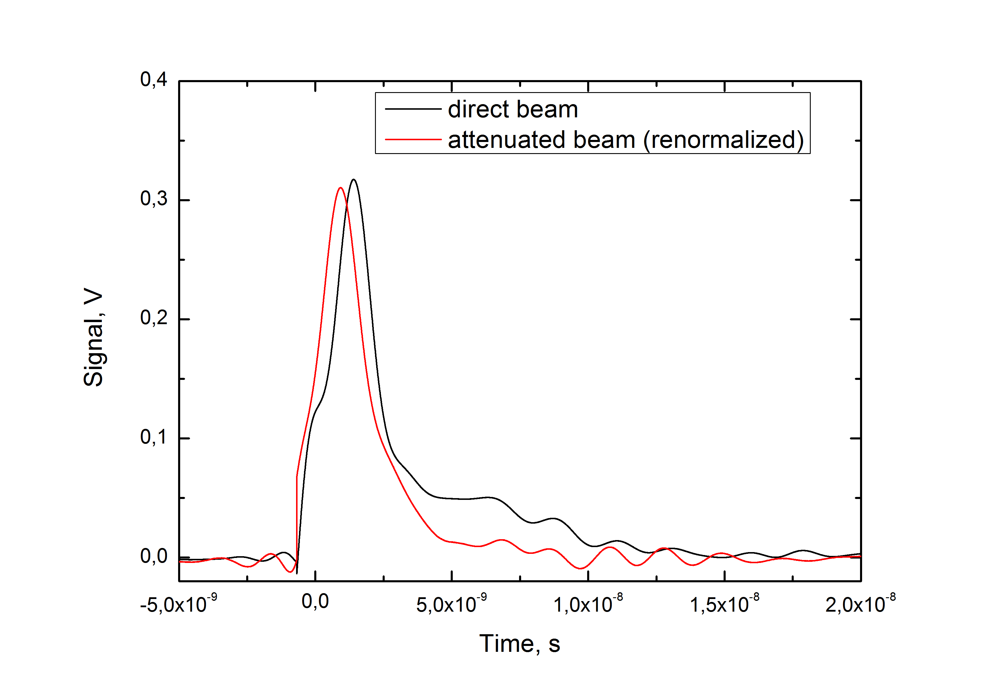 0,4
direct beam
attenuated beam (renormalized)
0,3
0,2
0,1
0,0
Signal, V
-5,0x10^-9 0,0 5,0x10^-9 1,0x10^-8 1,5x10^-8 2,0x10^-8
Time, s